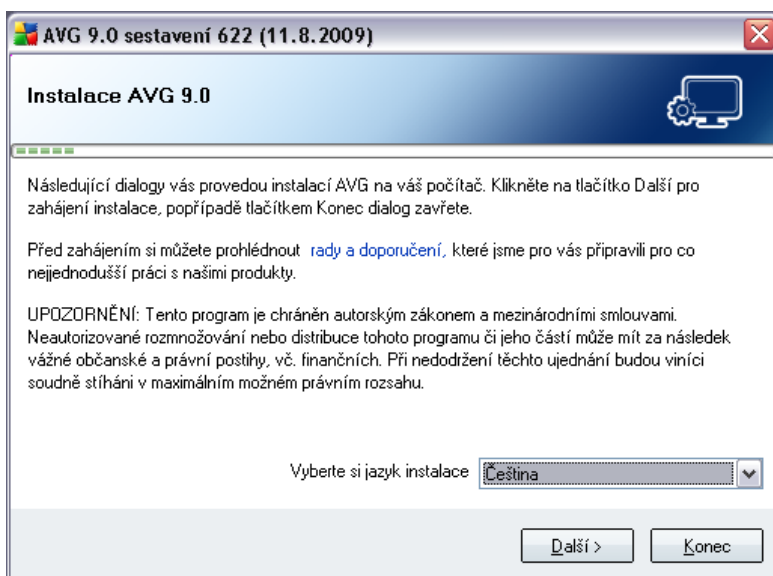 AVG 9.0 sestavení 622 (11.8.2009)
Instalace AVG 9.0
Následující dialogy vás provedou instalací AVG na váš počítač. Klikněte na tlačítko Další pro
zahájení instalace, popřípadě tlačítkem Konec dialog zavřete.
Před zahájením si můžete prohlédnout rady a doporučení, které jsme pro vás připravili pro co
nejjednodušší práci s našimi produkty.
UPOZORNĚNÍ: Tento program je chráněn autorským zákonem a mezinárodními smlouvami.
Neautorizované rozmnožování nebo distribuce tohoto programu či jeho částí může mít za následek
vážné občanské a právní postihy, vč. finančních. Při nedodržení těchto ujednání budou viníci
soudně stíháni v maximálním možném právním rozsahu.
Vyberte si jazyk instalace Čeština
Další > Konec